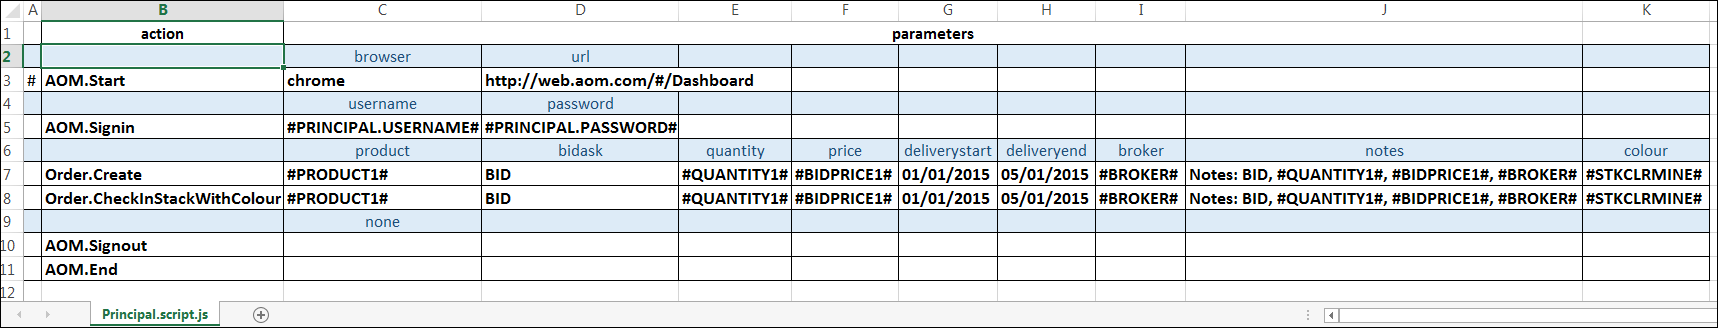 A B C D E F G H I J K
1 action parameters
2 browser url
3 # AOM.Start chrome http://web.aom.com/#/Dashboard
4 username password
5 AOM.Signin #PRINCIPAL.USERNAME# #PRINCIPAL.PASSWORD#
6 product bidask quantity price deliverystart deliveryend broker notes colour
7 Order.Create #PRODUCT1# BID #QUANTITY1# #BIDPRICE1# 01/01/2015 05/01/2015 #BROKER# Notes: BID, #QUANTITY1#, #BIDPRICE1#, #BROKER# #STKCLRMINE#
8 Order.CheckInStackWithColour #PRODUCT1# BID #QUANTITY1# #BIDPRICE1# 01/01/2015 05/01/2015 #BROKER# Notes: BID, #QUANTITY1#, #BIDPRICE1#, #BROKER# #STKCLRMINE#
9 none
10 AOM.Signout
11 AOM.End
12
Principal.script.js